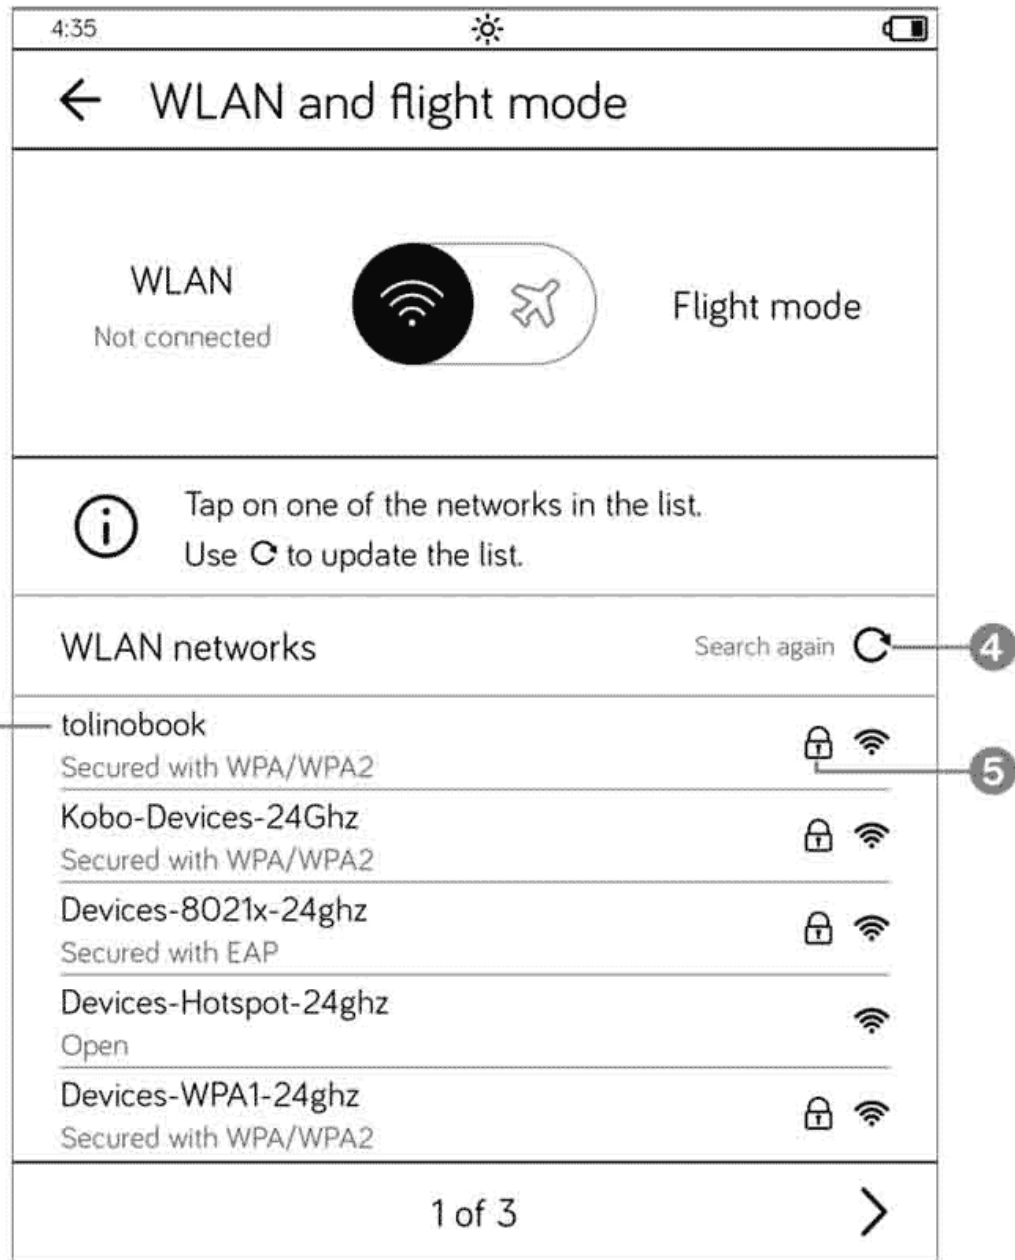 4:35
WLAN and flight mode
WLAN
Not connected
Flight mode
Tap on one of the networks in the list.
Use to update the list.
WLAN networks
Search again
4
tolinobook
Secured with WPA/WPA2
5
Kobo-Devices-24Ghz
Secured with WPA/WPA2
Devices-8021x-24ghz
Secured with EAP
Devices-Hotspot-24ghz
Open
Devices-WPA1-24ghz
Secured with WPA/WPA2
1 of 3